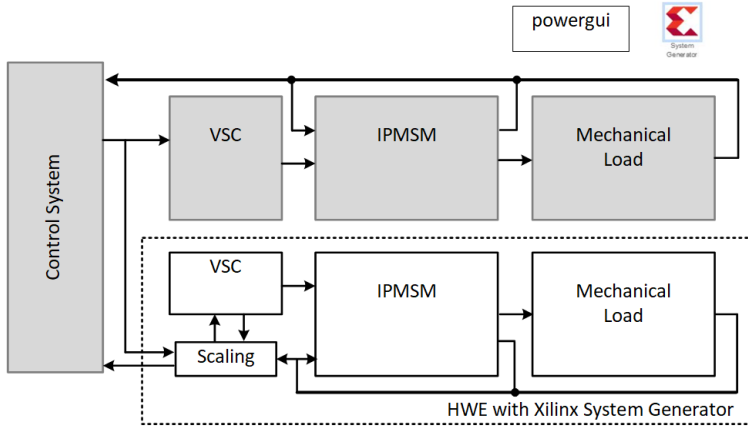 powergui
System
Generator
Control System
VSC
IPMSM
Mechanical
Load
VSC
IPMSM
Mechanical
Load
Scaling
HWE with Xilinx System Generator